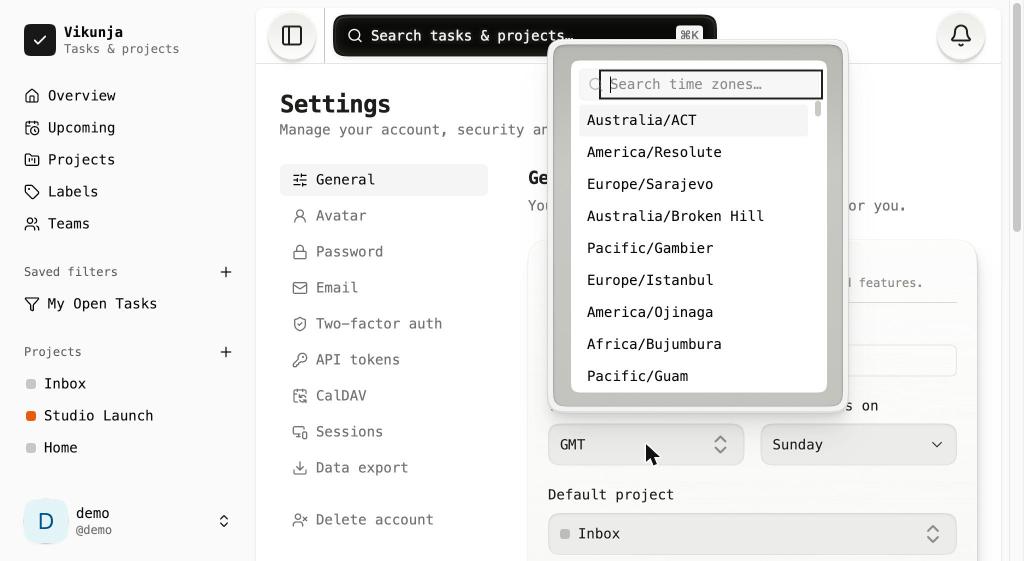 Vikunja
Tasks & projects
Overview
Upcoming
Projects
Labels
Teams
Saved filters
My Open Tasks
Projects
Inbox
Studio Launch
Home
D
demo
@demo
Search tasks & projects…
⌘K
Settings
Manage your account, security
General
Avatar
Password
Email
Two-factor auth
API tokens
CalDAV
Sessions
Data export
Delete account
or you.
features.
Search time zones…
Australia/ACT
America/Resolute
Europe/Sarajevo
Australia/Broken Hill
Pacific/Gambier
Europe/Istanbul
America/Ojinaga
Africa/Bujumbura
Pacific/Guam
on
GMT
Sunday
Default project
Inbox